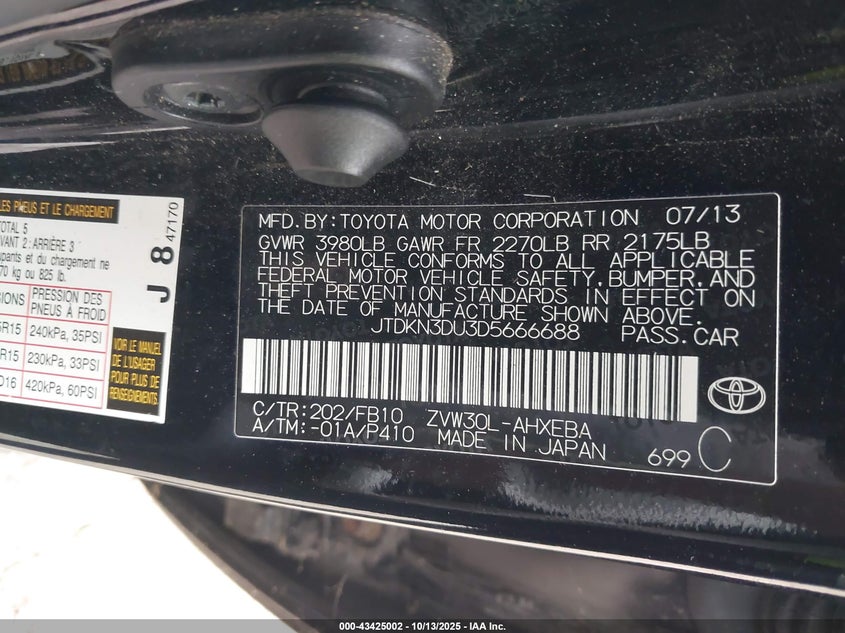 LES PNEUS ET LE CHARGEMENT
TOTAL 5
AVANT 2: ARRIÈRE 3
upants et du chargement ne
70 kg ou 825 lb.
PRESSION DES
PNEUS À FROID
R15 240kPa, 35PSI
R15 230kPa, 33PSI
D16 420kPa, 60PSI
VOIR LE MANUEL
DE L'USAGER
POUR PLUS DE
RENSEIGNEMENTS
J 8 47170
MFD. BY: TOYOTA MOTOR CORPORATION 07/13
GVWR 3980LB GAWR FR 2270LB RR 2175LB
THIS VEHICLE CONFORMS TO ALL APPLICABLE
FEDERAL MOTOR VEHICLE SAFETY, BUMPER, AND
THEFT PREVENTION STANDARDS IN EFFECT ON
THE DATE OF MANUFACTURE SHOWN ABOVE.
JTDKN3DU3D5666688 PASS. CAR
C/TR: 202/FB10 ZVW30L-AHXEBA
A/TM: -01A/P410 MADE IN JAPAN
699 C
000-43425002 - 10/13/2025 - IAA Inc.